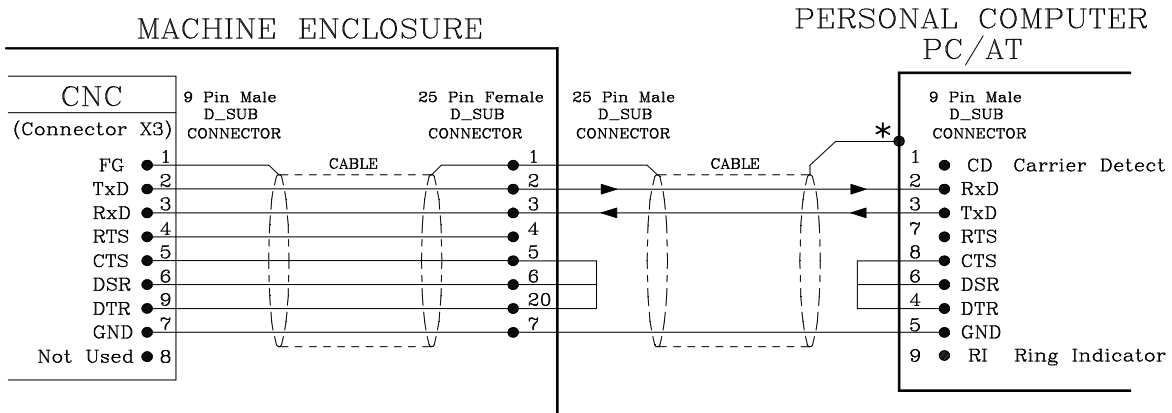 MACHINE ENCLOSURE
PERSONAL COMPUTER
PC/AT
CNC
(Connector X3)
9 Pin Male
D_SUB
CONNECTOR
25 Pin Female
D_SUB
CONNECTOR
25 Pin Male
D_SUB
CONNECTOR
9 Pin Male
D_SUB
CONNECTOR
*
CABLE
CABLE
FG 1 1 1 CD Carrier Detect
TxD 2 2 2 RxD
RxD 3 3 3 TxD
RTS 4 4 7 RTS
CTS 5 5 8 CTS
DSR 6 6 6 DSR
DTR 9 20 4 DTR
GND 7 7 5 GND
Not Used 8 9 RI Ring Indicator